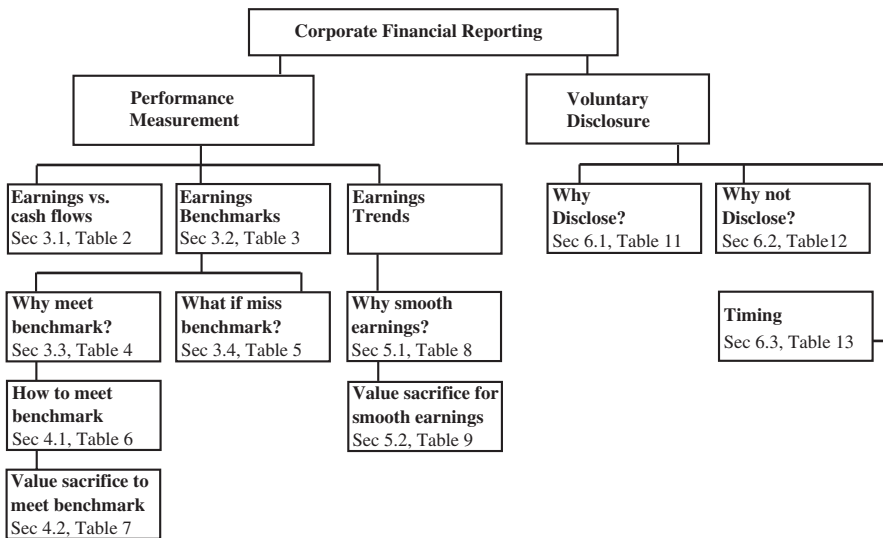 Corporate Financial Reporting
Performance
Measurement
Voluntary
Disclosure
Earnings vs.
cash flows
Sec 3.1, Table 2
Earnings
Benchmarks
Sec 3.2, Table 3
Earnings
Trends
Why
Disclose?
Sec 6.1, Table 11
Why not
Disclose?
Sec 6.2, Table12
Why meet
benchmark?
Sec 3.3, Table 4
What if miss
benchmark?
Sec 3.4, Table 5
Why smooth
earnings?
Sec 5.1, Table 8
Timing
Sec 6.3, Table 13
How to meet
benchmark
Sec 4.1, Table 6
Value sacrifice for
smooth earnings
Sec 5.2, Table 9
Value sacrifice to
meet benchmark
Sec 4.2, Table 7